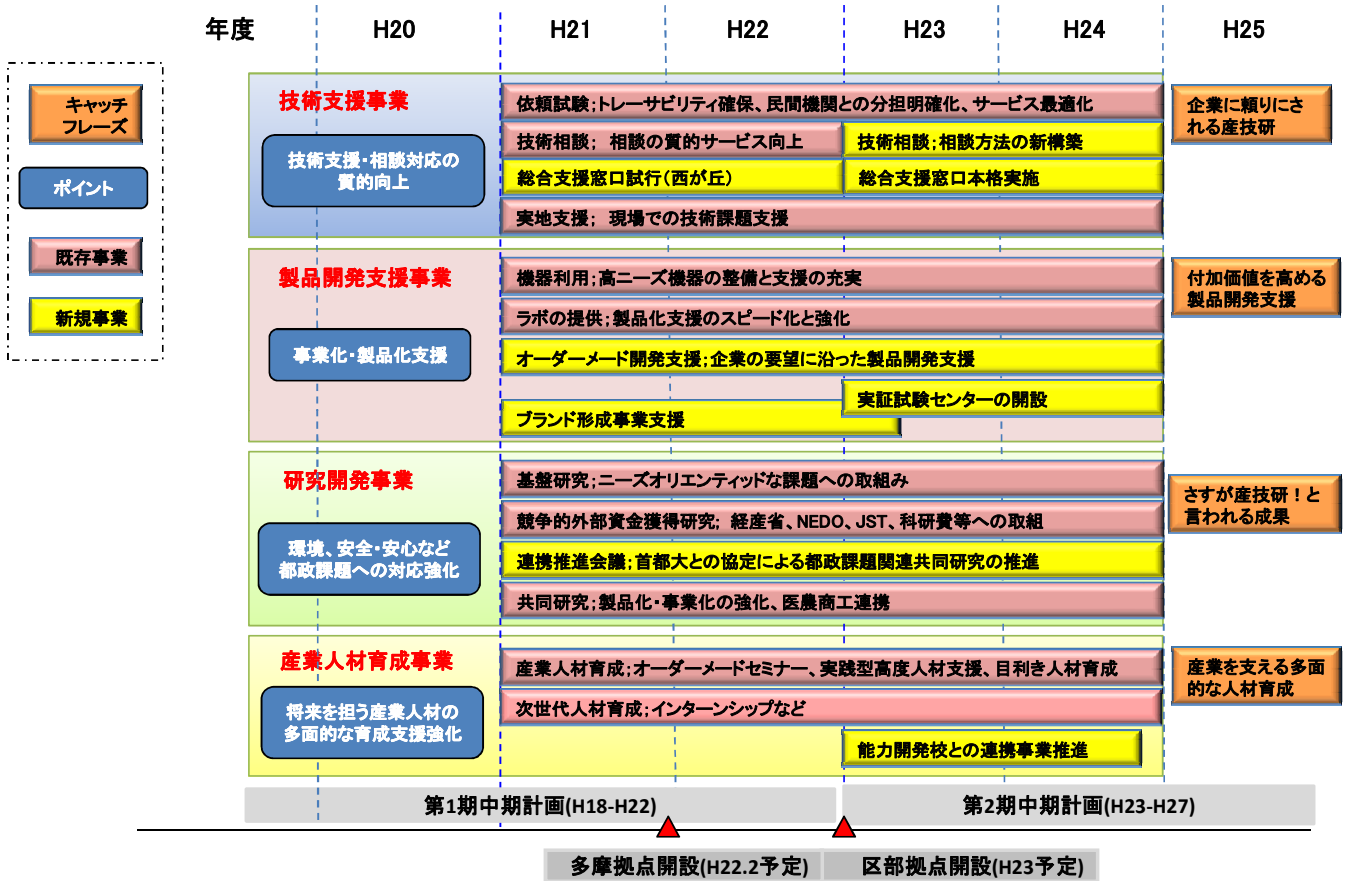 年度 H20 H21 H22 H23 H24 H25
キャッチ
フレーズ
ポイント
既存事業
新規事業
技術支援事業
技術支援・相談対応の
質的向上
依頼試験;トレーサビリティ確保、民間機関との分担明確化、サービス最適化
技術相談; 相談の質的サービス向上
技術相談;相談方法の新構築
総合支援窓口試行(西が丘)
総合支援窓口本格実施
実地支援; 現場での技術課題支援
企業に頼りにさ
れる産技研
製品開発支援事業
事業化・製品化支援
機器利用;高ニーズ機器の整備と支援の充実
ラボの提供;製品化支援のスピード化と強化
オーダーメード開発支援;企業の要望に沿った製品開発支援
実証試験センターの開設
ブランド形成事業支援
付加価値を高める
製品開発支援
研究開発事業
環境、安全・安心など
都政課題への対応強化
基盤研究;ニーズオリエンティッドな課題への取組み
競争的外部資金獲得研究; 経産省、NEDO、JST、科研費等への取組
連携推進会議;首都大との協定による都政課題関連共同研究の推進
共同研究;製品化・事業化の強化、医農商工連携
さすが産技研!と
言われる成果
産業人材育成事業
将来を担う産業人材の
多面的な育成支援強化
産業人材育成;オーダーメードセミナー、実践型高度人材支援、目利き人材育成
次世代人材育成;インターンシップなど
能力開発校との連携事業推進
産業を支える多面
的な人材育成
第1期中期計画(H18-H22)
第2期中期計画(H23-H27)
多摩拠点開設(H22.2予定)
区部拠点開設(H23予定)